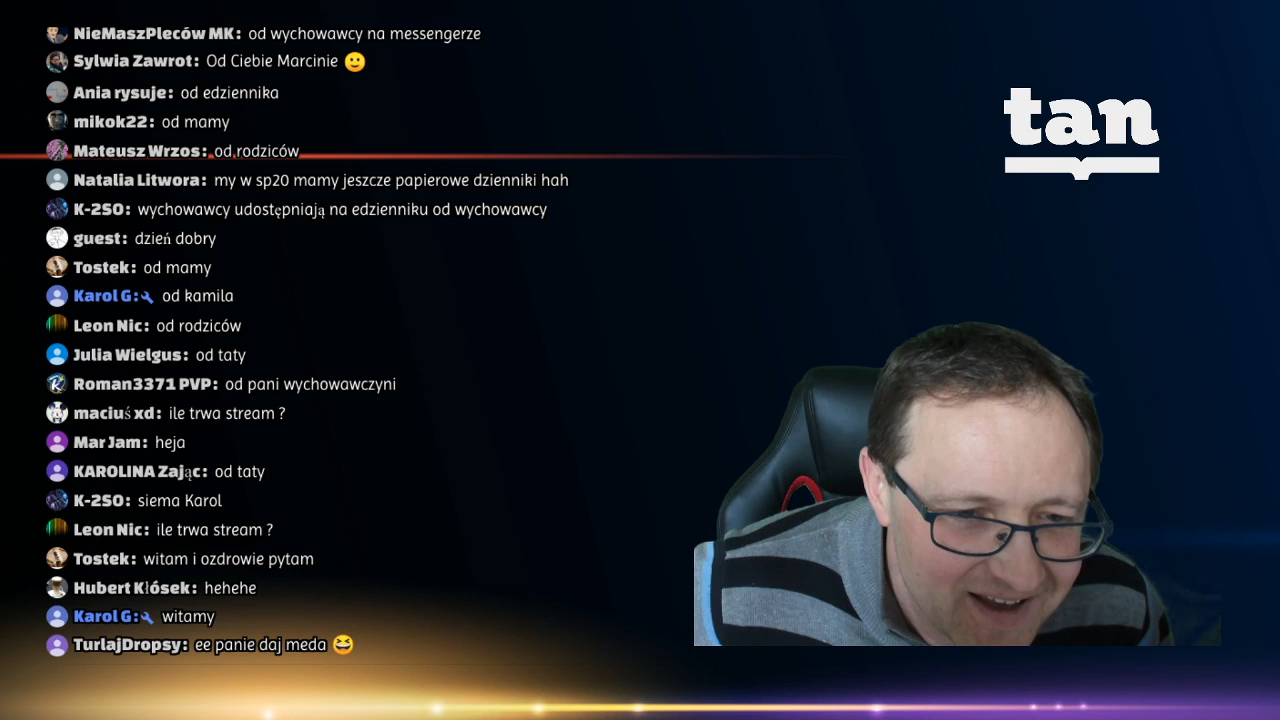 NieMaszPleców MK: od wychowawcy na messengerze
Sylwia Zawrot: Od Ciebie Marcinie 🙂
Ania rysuje: od edziennika
mikok22: od mamy
Mateusz Wrzos: od rodziców
Natalia Litwora: my w sp20 mamy jeszcze papierowe dzienniki hah
K-2SO: wychowawcy udostępniają na edzienniku od wychowawcy
guest: dzień dobry
Tostek: od mamy
Karol G: od kamila
Leon Nic: od rodziców
Julia Wielgus: od taty
Roman3371 PVP: od pani wychowawczyni
maciuś xd: ile trwa stream ?
Mar Jam: heja
KAROLINA Zając: od taty
K-2SO: siema Karol
Leon Nic: ile trwa stream ?
Tostek: witam i ozdrowie pytam
Hubert Kłósek: hehehe
Karol G: witamy
TurlajDropsy: ee panie daj meda 😆
tan